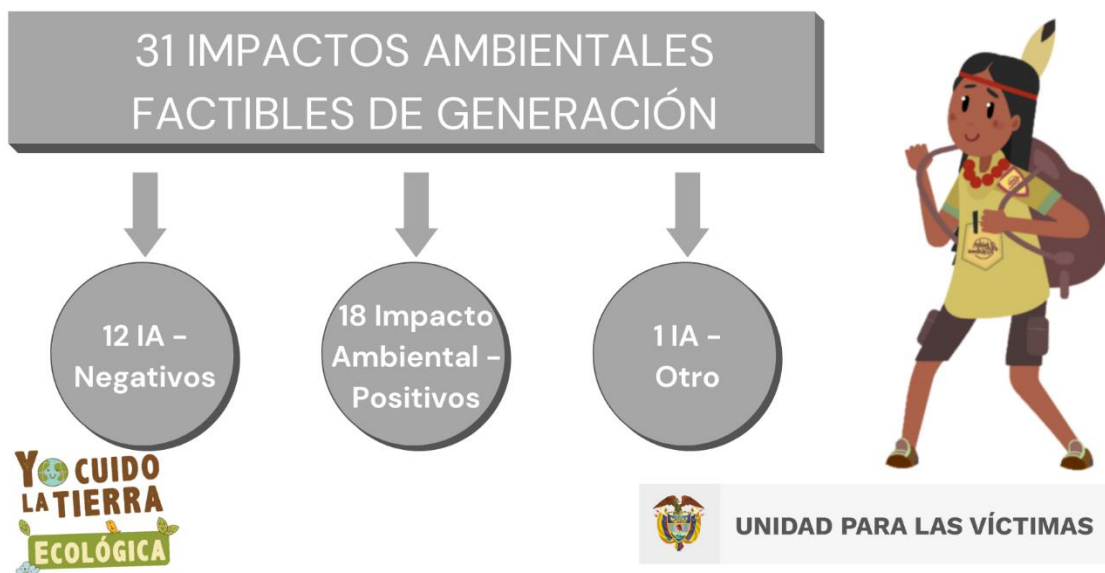 31 IMPACTOS AMBIENTALES
FACTIBLES DE GENERACIÓN
12 IA -
Negativos
18 Impacto
Ambiental -
Positivos
1 IA -
Otro
YO CUIDO
LA TIERRA
ECOLÓGICA
UNIDAD PARA LAS VÍCTIMAS